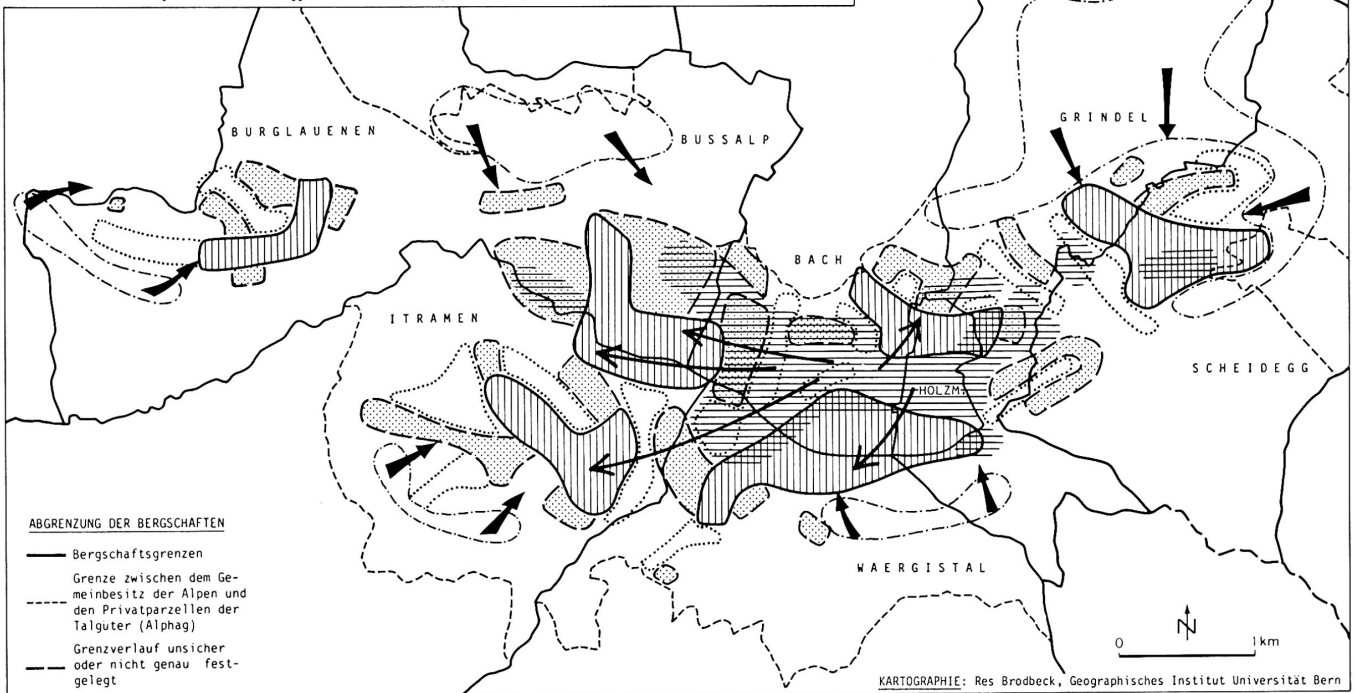 BURGLAUENEN
BUSSALP
GRINDEL
BACH
ITRAMEN
SCHEIDEGG
HOLZM.
WAERGISTAL
ABGRENZUNG DER BERGSCHAFTEN
Bergschaftsgrenzen
Grenze zwischen dem Ge-
meinbesitz der Alpen und
den Privatparzellen der
Talgüter (Alphag)
Grenzverlauf unsicher
oder nicht genau fest-
gelegt
N
0 1km
KARTOGRAPHIE: Res Brodbeck, Geographisches Institut Universität Bern